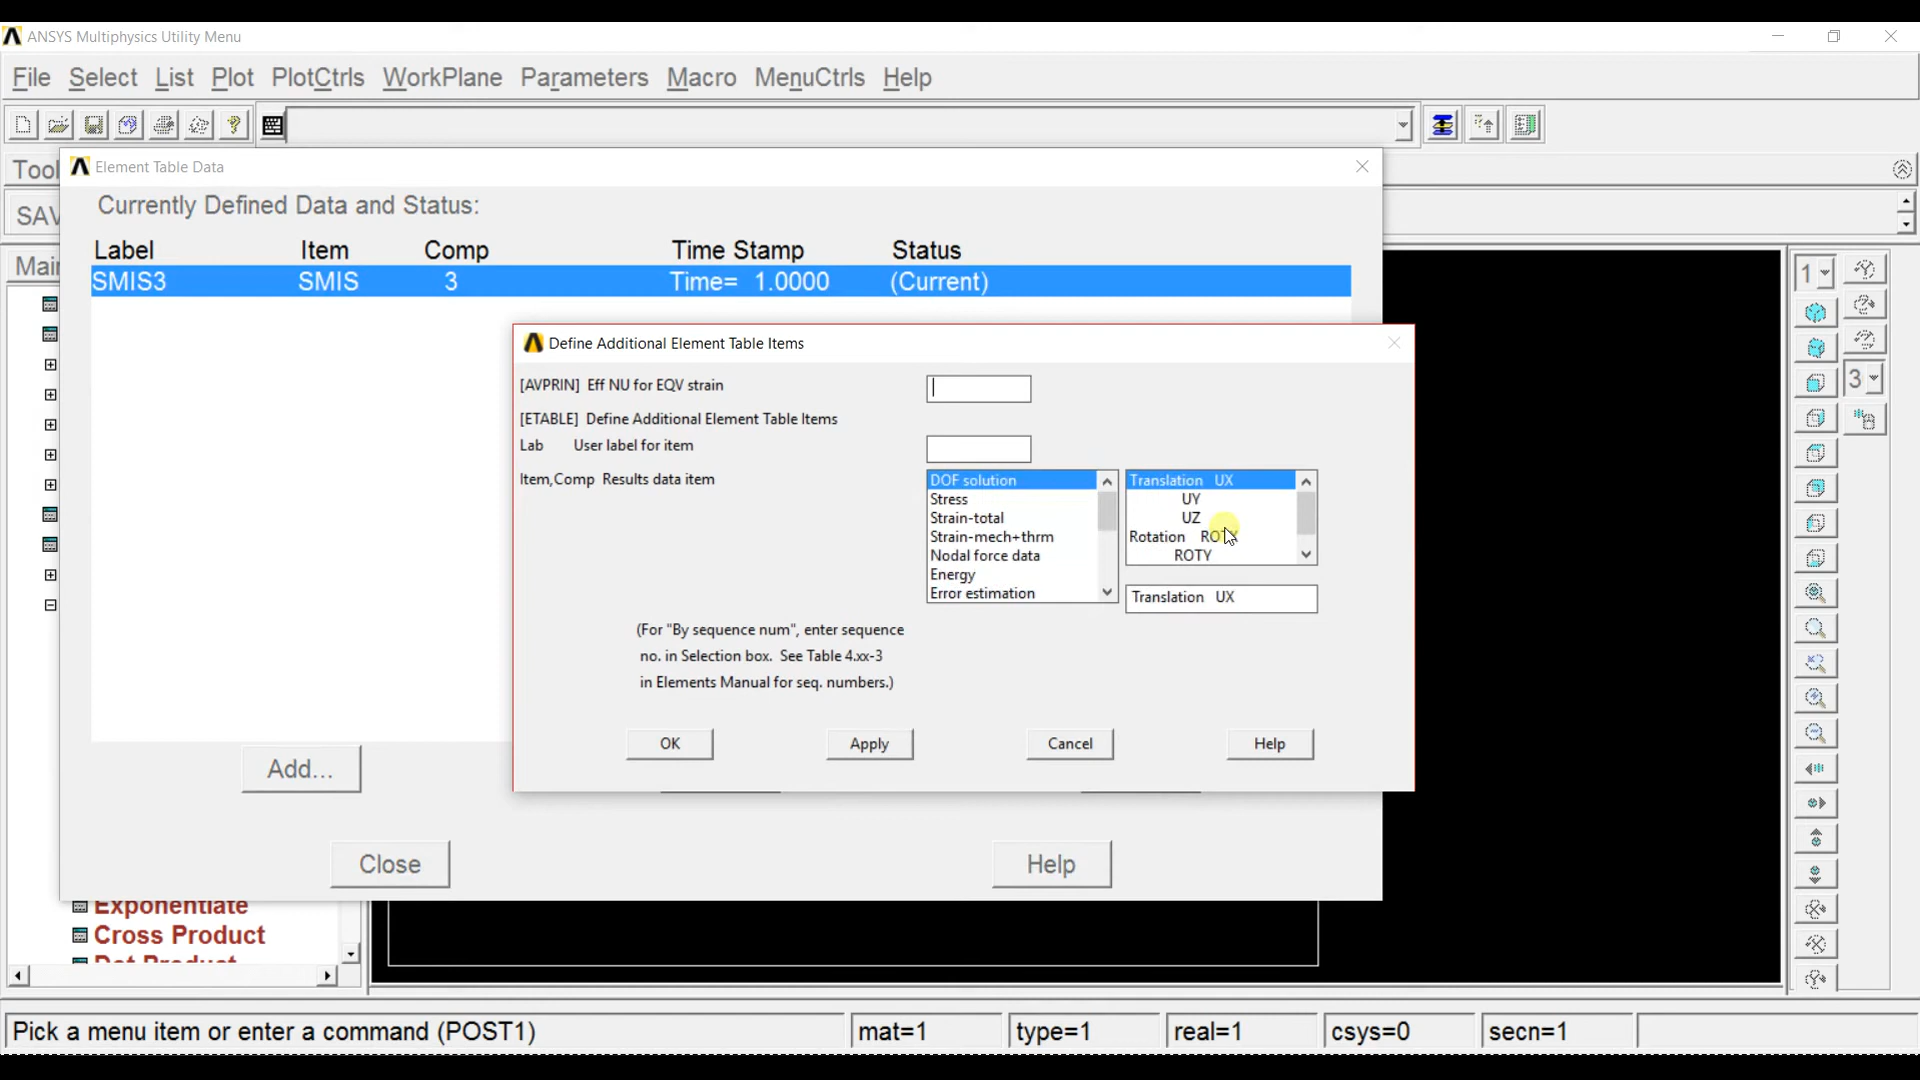 ANSYS Multiphysics Utility Menu
File Select List Plot PlotCtrls WorkPlane Parameters Macro MenuCtrls Help
Tool
Element Table Data
SAV
Currently Defined Data and Status:
Label Item Comp Time Stamp Status
SMIS3 SMIS 3 Time= 1.0000 (Current)
Mai
1
3
Define Additional Element Table Items
[AVPRIN] Eff NU for EQV strain
[ETABLE] Define Additional Element Table Items
Lab User label for item
Item,Comp Results data item
DOF solution
Stress
Strain-total
Strain-mech+thrm
Nodal force data
Energy
Error estimation
Translation UX
UY
UZ
Rotation ROTX
ROTY
Translation UX
(For "By sequence num", enter sequence
no. in Selection box. See Table 4.xx-3
in Elements Manual for seq. numbers.)
OK Apply Cancel Help
Add...
Close Help
Exponentiate
Cross Product
Dot Product
Pick a menu item or enter a command (POST1) mat=1 type=1 real=1 csys=0 secn=1